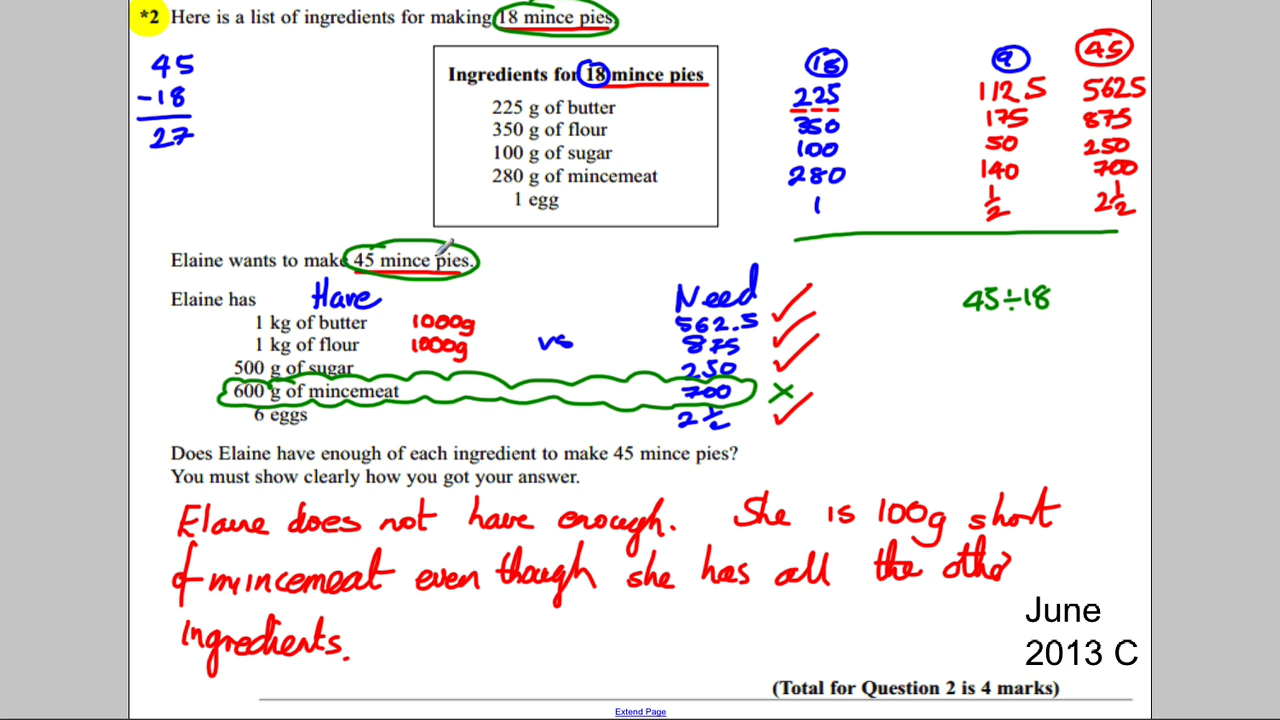 *2 Here is a list of ingredients for making 18 mince pies.
45
-18
27
Ingredients for 18 mince pies
225 g of butter
350 g of flour
100 g of sugar
280 g of mincemeat
1 egg
18 9 45
225 112.5 562.5
350 175 875
100 50 250
280 140 700
1 1/2 2 1/2
Elaine wants to make 45 mince pies.
Elaine has Have Need
45÷18
1 kg of butter 1000g 562.5 ✓
1 kg of flour 1000g vs 875 ✓
500 g of sugar 250 ✓
600 g of mincemeat 700 ×
6 eggs 2 1/2 ✓
Does Elaine have enough of each ingredient to make 45 mince pies?
You must show clearly how you got your answer.
Elaine does not have enough. She is 100g short
of mincemeat even though she has all the other
ingredients.
June
2013 C
(Total for Question 2 is 4 marks)
Extend Page